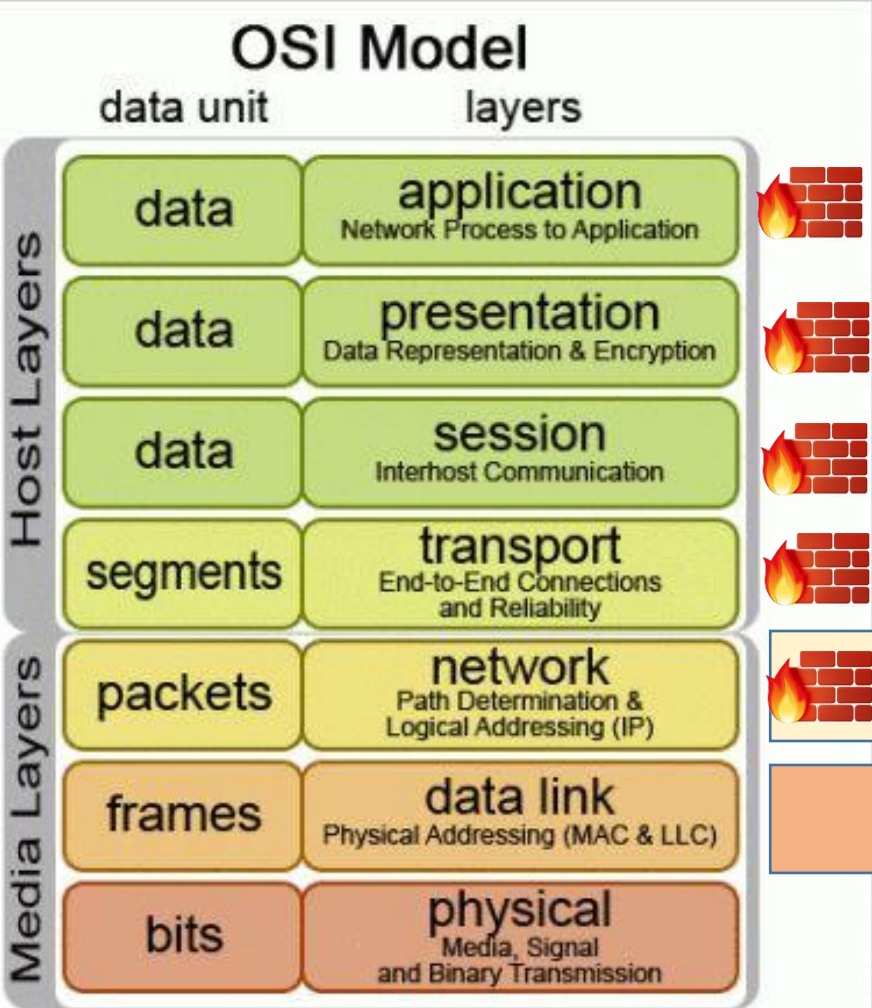 OSI Model
data unit
layers
Host Layers
data
application
Network Process to Application
data
presentation
Data Representation & Encryption
data
session
Interhost Communication
segments
transport
End-to-End Connections
and Reliability
Media Layers
packets
network
Path Determination &
Logical Addressing (IP)
frames
data link
Physical Addressing (MAC & LLC)
bits
physical
Media, Signal
and Binary Transmission